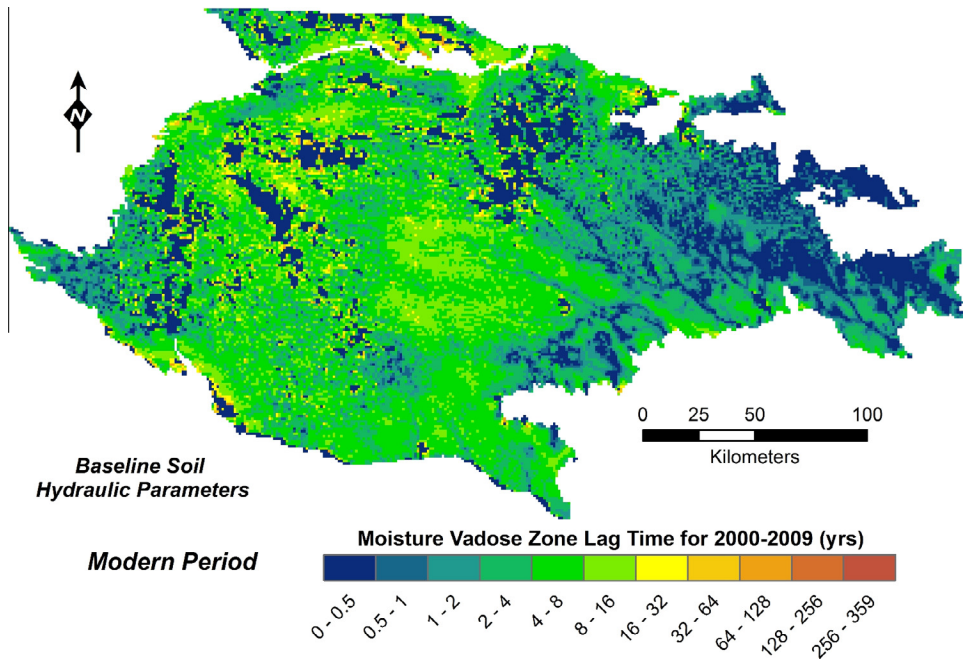 N
0 25 50 100
Kilometers
Baseline Soil
Hydraulic Parameters
Modern Period
Moisture Vadose Zone Lag Time for 2000-2009 (yrs)
0 - 0.5
0.5 - 1
1 - 2
2 - 4
4 - 8
8 - 16
16 - 32
32 - 64
64 - 128
128 - 256
256 - 359